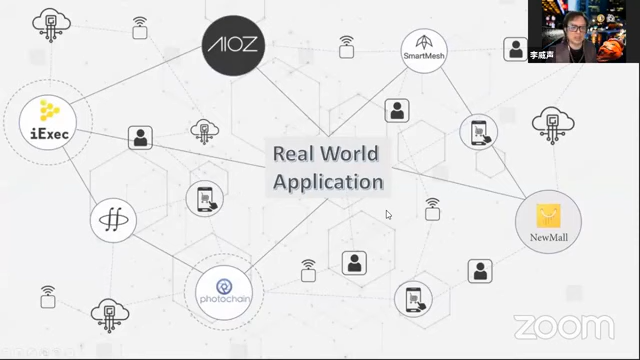 AIOZ
SmartMesh
李威声
iExec
Real World
Application
NewMall
photochain
zoom